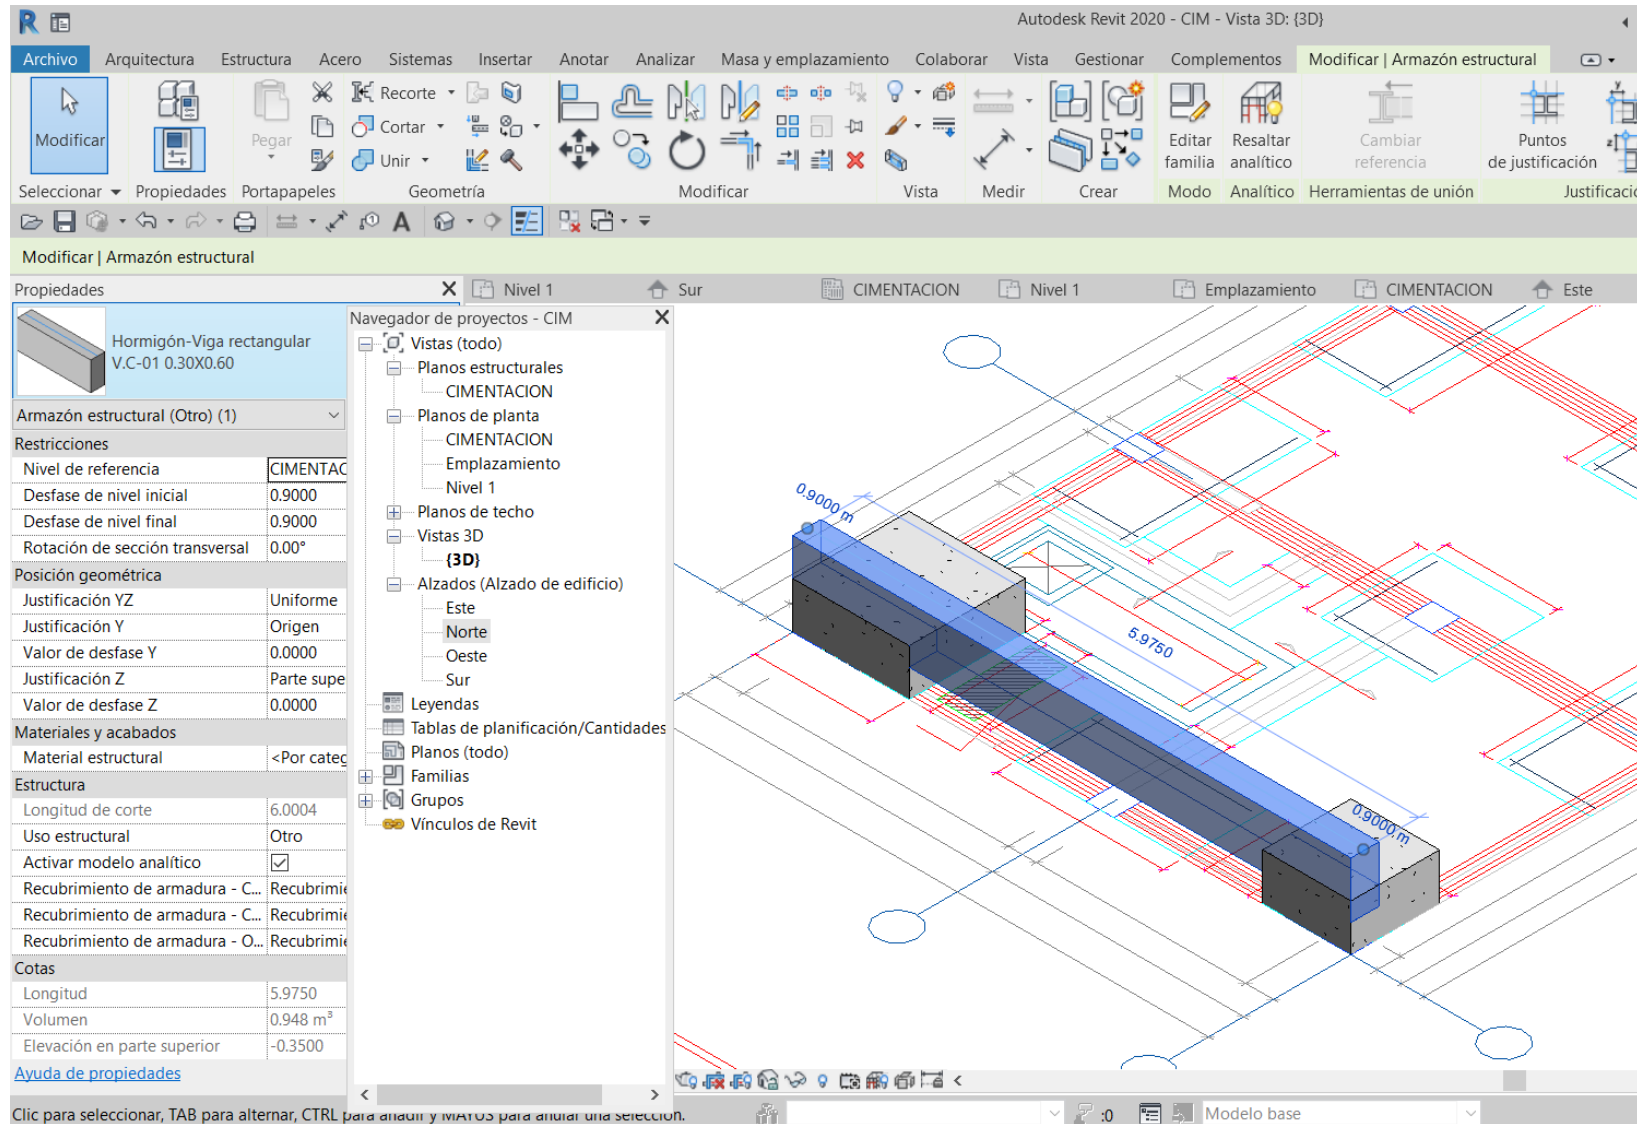 Autodesk Revit 2020 - CIM - Vista 3D: {3D}
Archivo Arquitectura Estructura Acero Sistemas Insertar Anotar Analizar Masa y emplazamiento Colaborar Vista Gestionar Complementos Modificar | Armazón estructural
Modificar
Pegar
Recorte
Cortar
Unir
Editar familia
Resaltar analítico
Cambiar referencia
Puntos de justificación
Seleccionar Propiedades Portapapeles Geometría Modificar Vista Medir Crear Modo Analítico Herramientas de unión Justificació
Modificar | Armazón estructural
Propiedades
Nivel 1 Sur CIMENTACION Nivel 1 Emplazamiento CIMENTACION Este
Hormigón-Viga rectangular
V.C-01 0.30X0.60
Armazón estructural (Otro) (1)
Restricciones
Nivel de referencia CIMENTAC
Desfase de nivel inicial 0.9000
Desfase de nivel final 0.9000
Rotación de sección transversal 0.00°
Posición geométrica
Justificación YZ Uniforme
Justificación Y Origen
Valor de desfase Y 0.0000
Justificación Z Parte supe
Valor de desfase Z 0.0000
Materiales y acabados
Material estructural <Por categ
Estructura
Longitud de corte 6.0004
Uso estructural Otro
Activar modelo analítico
Recubrimiento de armadura - C... Recubrimie
Recubrimiento de armadura - C... Recubrimie
Recubrimiento de armadura - O... Recubrimie
Cotas
Longitud 5.9750
Volumen 0.948 m³
Elevación en parte superior -0.3500
Ayuda de propiedades
Navegador de proyectos - CIM
Vistas (todo)
Planos estructurales
CIMENTACION
Planos de planta
CIMENTACION
Emplazamiento
Nivel 1
Planos de techo
Vistas 3D
{3D}
Alzados (Alzado de edificio)
Este
Norte
Oeste
Sur
Leyendas
Tablas de planificación/Cantidades
Planos (todo)
Familias
Grupos
Vínculos de Revit
0.9000 m
5.9750
0.9000 m
Clic para seleccionar, TAB para alternar, CTRL para añadir y MAYÚS para anular una selección.
:0
Modelo base